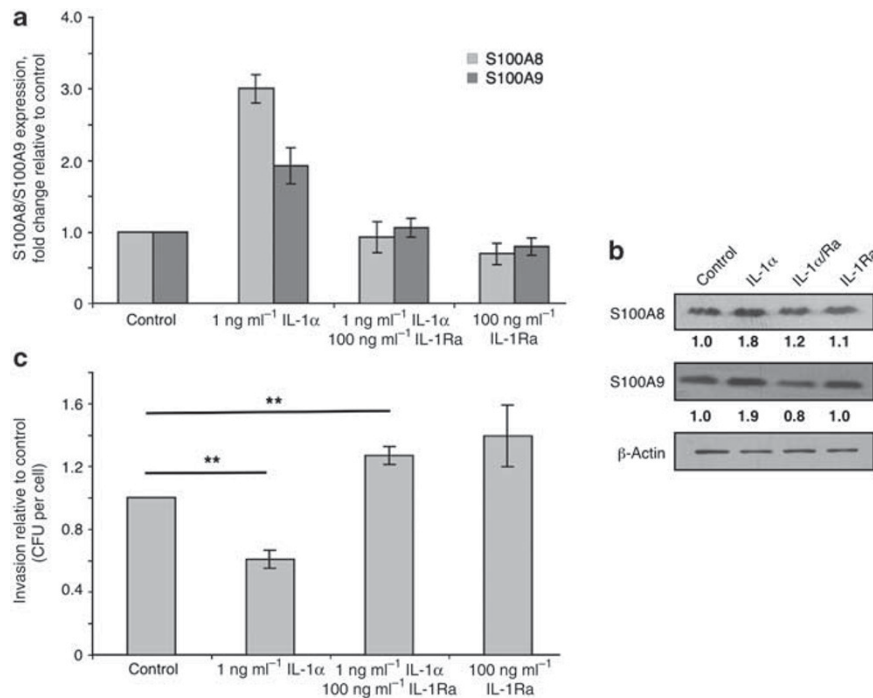 a
S100A8/S100A9 expression,
fold change relative to control
4.0
3.0
2.0
1.0
0
S100A8
S100A9
Control
1 ng ml⁻¹ IL-1α
1 ng ml⁻¹ IL-1α
100 ng ml⁻¹ IL-1Ra
100 ng ml⁻¹
IL-1Ra
b
Control
IL-1α
IL-1α/Ra
IL-1Ra
S100A8
1.0 1.8 1.2 1.1
S100A9
1.0 1.9 0.8 1.0
β-Actin
c
Invasion relative to control
(CFU per cell)
1.6
1.2
0.8
0.4
0
**
**
Control
1 ng ml⁻¹ IL-1α
1 ng ml⁻¹ IL-1α
100 ng ml⁻¹ IL-1Ra
100 ng ml⁻¹
IL-1Ra